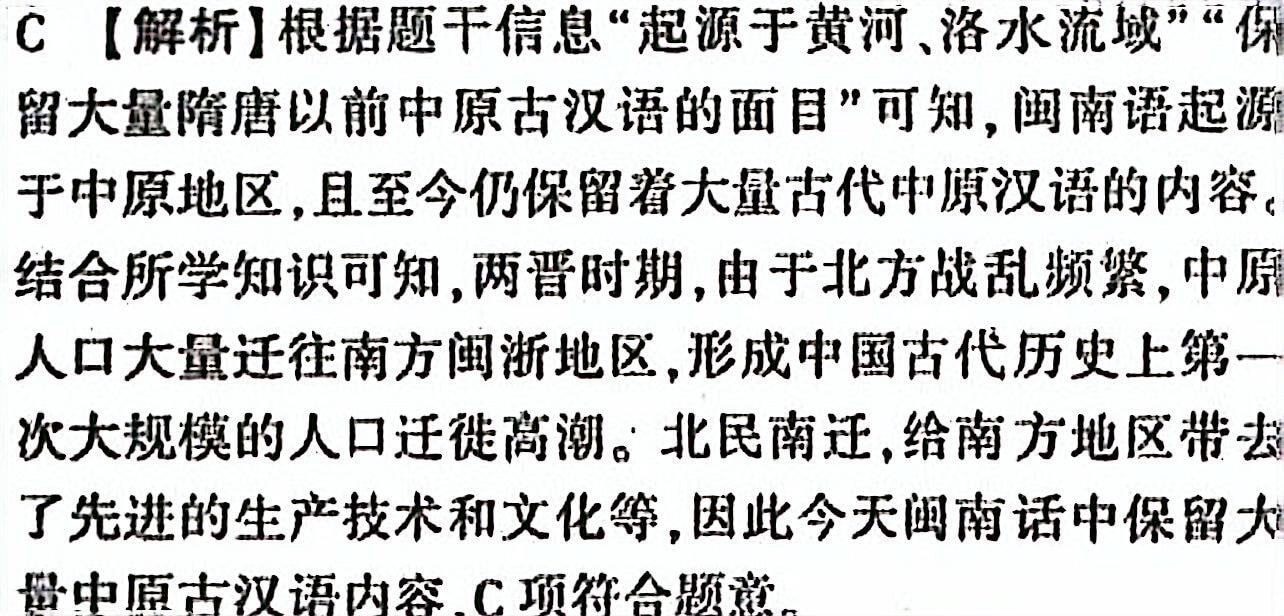 C 【解析】根据题干信息“起源于黄河、洛水流域”“保
留大量隋唐以前中原古汉语的面目”可知,闽南语起源
于中原地区,且至今仍保留着大量古代中原汉语的内容。
结合所学知识可知,两晋时期,由于北方战乱频繁,中原
人口大量迁往南方闽浙地区,形成中国古代历史上第一
次大规模的人口迁徙高潮。北民南迁,给南方地区带去
了先进的生产技术和文化等,因此今天闽南话中保留大
量中原古汉语内容,C项符合题意。